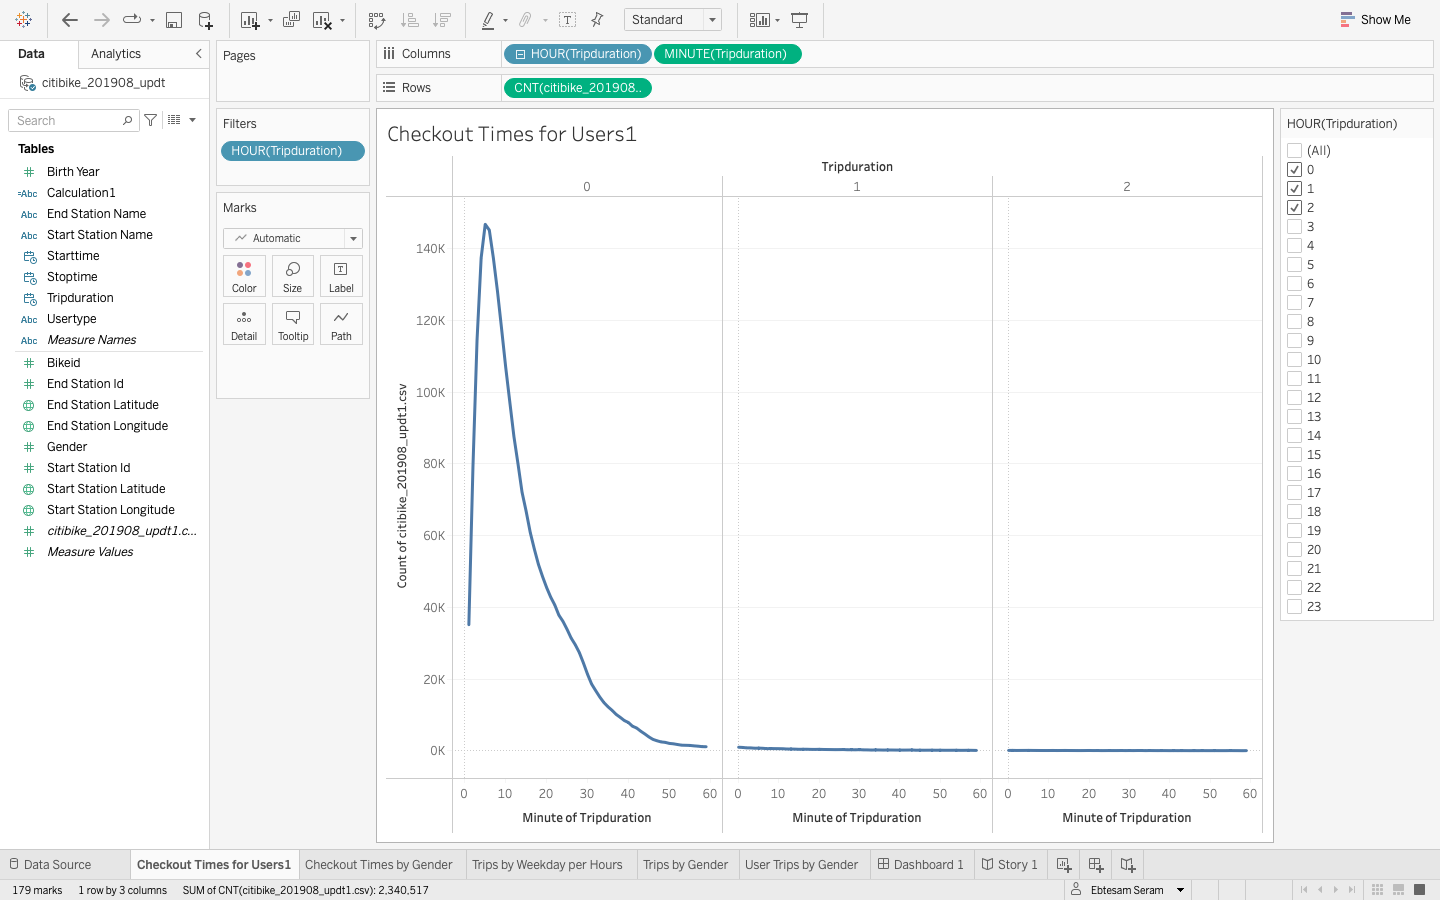 Standard
Show Me
Data
Analytics
citibike_201908_updt
Search
Tables
Birth Year
=Abc Calculation1
Abc End Station Name
Abc Start Station Name
Starttime
Stoptime
Tripduration
Abc Usertype
Abc Measure Names
Bikeid
End Station Id
End Station Latitude
End Station Longitude
Gender
Start Station Id
Start Station Latitude
Start Station Longitude
citibike_201908_updt1.c...
Measure Values
Pages
Filters
HOUR(Tripduration)
Marks
Automatic
Color Size Label
Detail Tooltip Path
Columns HOUR(Tripduration) MINUTE(Tripduration)
Rows CNT(citibike_201908..
Checkout Times for Users1
Tripduration
0 1 2
140K
120K
100K
80K
60K
40K
20K
0K
Count of citibike_201908_updt1.csv
0 10 20 30 40 50 60 0 10 20 30 40 50 60 0 10 20 30 40 50 60
Minute of Tripduration Minute of Tripduration Minute of Tripduration
HOUR(Tripduration)
(All)
0
1
2
3
4
5
6
7
8
9
10
11
12
13
14
15
16
17
18
19
20
21
22
23
Data Source Checkout Times for Users1 Checkout Times by Gender Trips by Weekday per Hours Trips by Gender User Trips by Gender Dashboard 1 Story 1
179 marks 1 row by 3 columns SUM of CNT(citibike_201908_updt1.csv): 2,340,517 Ebtesam Seram